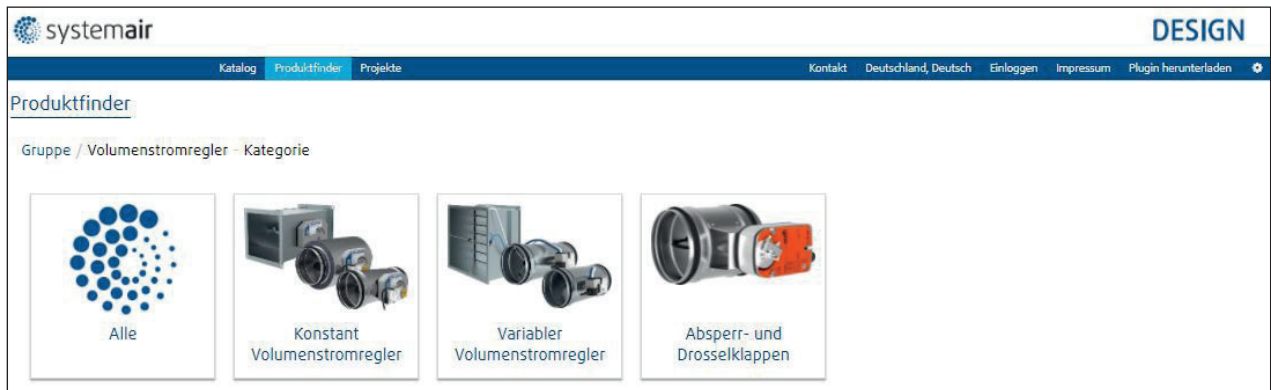 systemair
DESIGN
Katalog Produktfinder Projekte Kontakt Deutschland, Deutsch Einloggen Impressum Plugin herunterladen
Produktfinder
Gruppe / Volumenstromregler - Kategorie
Alle
Konstant
Volumenstromregler
Variabler
Volumenstromregler
Absperr- und
Drosselklappen